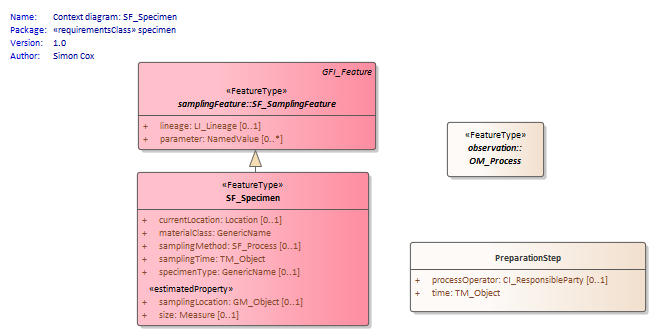 Name: Context diagram: SF_Specimen
Package: «requirementsClass» specimen
Version: 1.0
Author: Simon Cox
GFI_Feature
«FeatureType»
samplingFeature::SF_SamplingFeature
+ lineage: LI_Lineage [0..1]
+ parameter: NamedValue [0..*]
«FeatureType»
SF_Specimen
+ currentLocation: Location [0..1]
+ materialClass: GenericName
+ samplingMethod: SF_Process [0..1]
+ samplingTime: TM_Object
+ specimenType: GenericName [0..1]
«estimatedProperty»
+ samplingLocation: GM_Object [0..1]
+ size: Measure [0..1]
«FeatureType»
observation::
OM_Process
PreparationStep
+ processOperator: CI_ResponsibleParty [0..1]
+ time: TM_Object